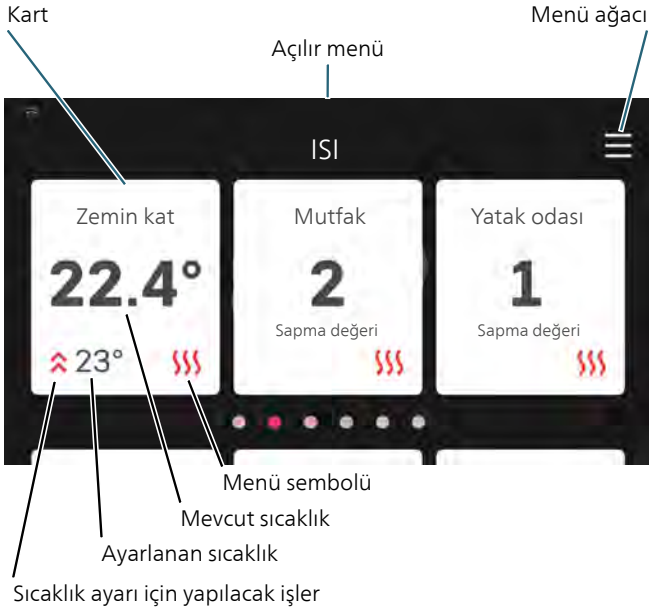 Kart
Menü ağacı
Açılır menü
ISI
Zemin kat
Mutfak
Yatak odası
22.4°
2
1
Sapma değeri
Sapma değeri
23°
Menü sembolü
Mevcut sıcaklık
Ayarlanan sıcaklık
Sıcaklık ayarı için yapılacak işler